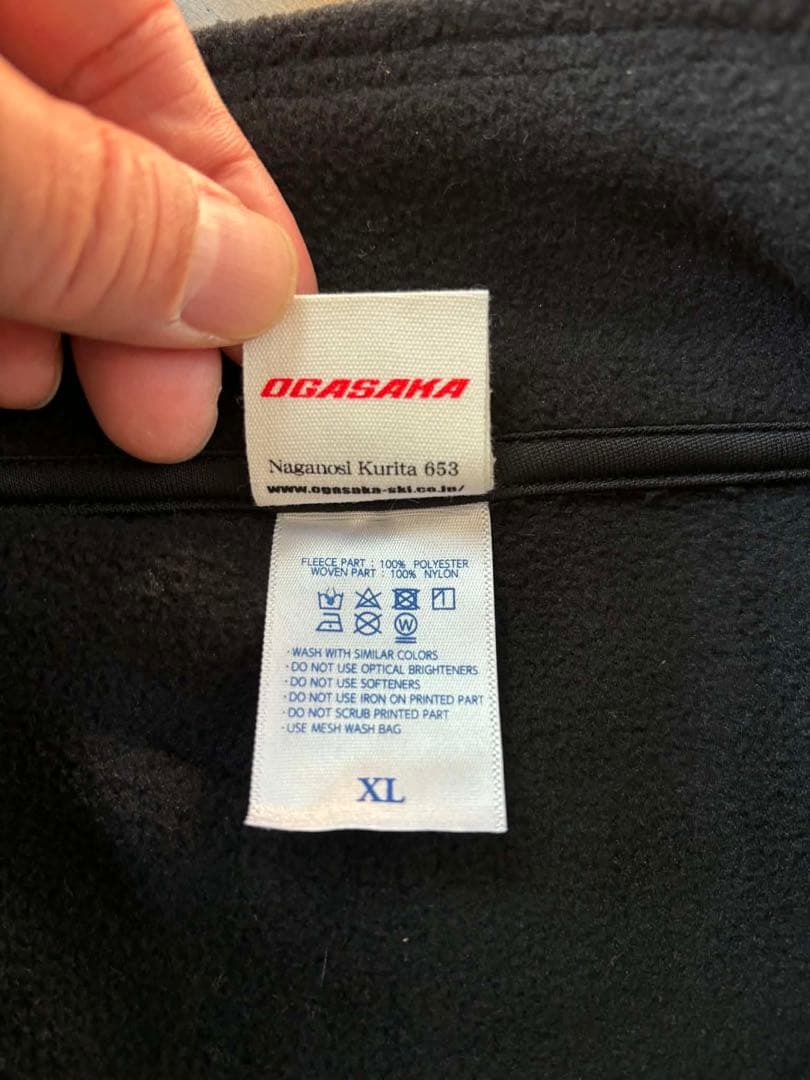 OGASAKA
Naganosi Kurita 653
www.ogasaka-ski.co.jp/
FLEECE PART : 100% POLYESTER
WOVEN PART : 100% NYLON
W
· WASH WITH SIMILAR COLORS
· DO NOT USE OPTICAL BRIGHTENERS
· DO NOT USE SOFTENERS
· DO NOT USE IRON ON PRINTED PART
· DO NOT SCRUB PRINTED PART
· USE MESH WASH BAG
XL